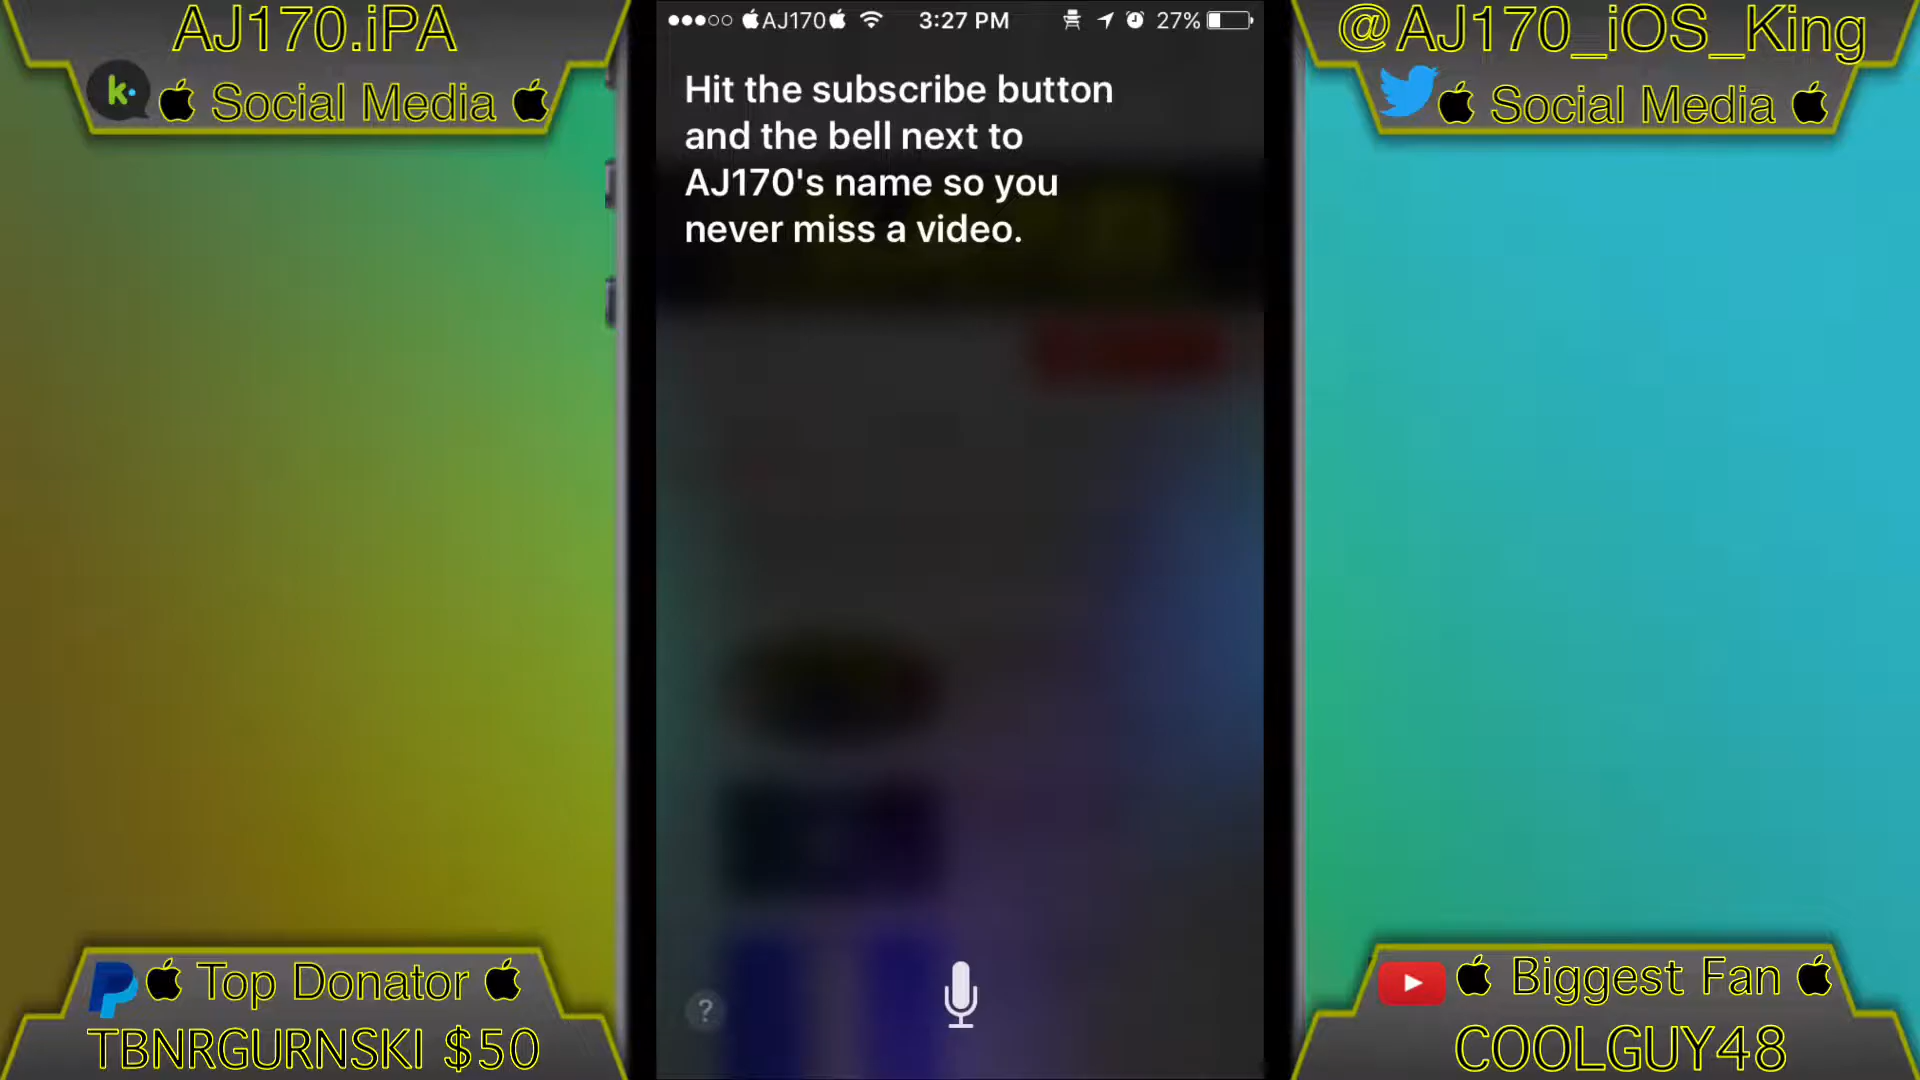 AJ170.iPA
k.
Social Media
AJ170 3:27 PM 27%
Hit the subscribe button
and the bell next to
AJ170's name so you
never miss a video.
?
@AJ170_iOS_King
Social Media
Top Donator
TBNRGURNSKI $50
Biggest Fan
COOLGUY48